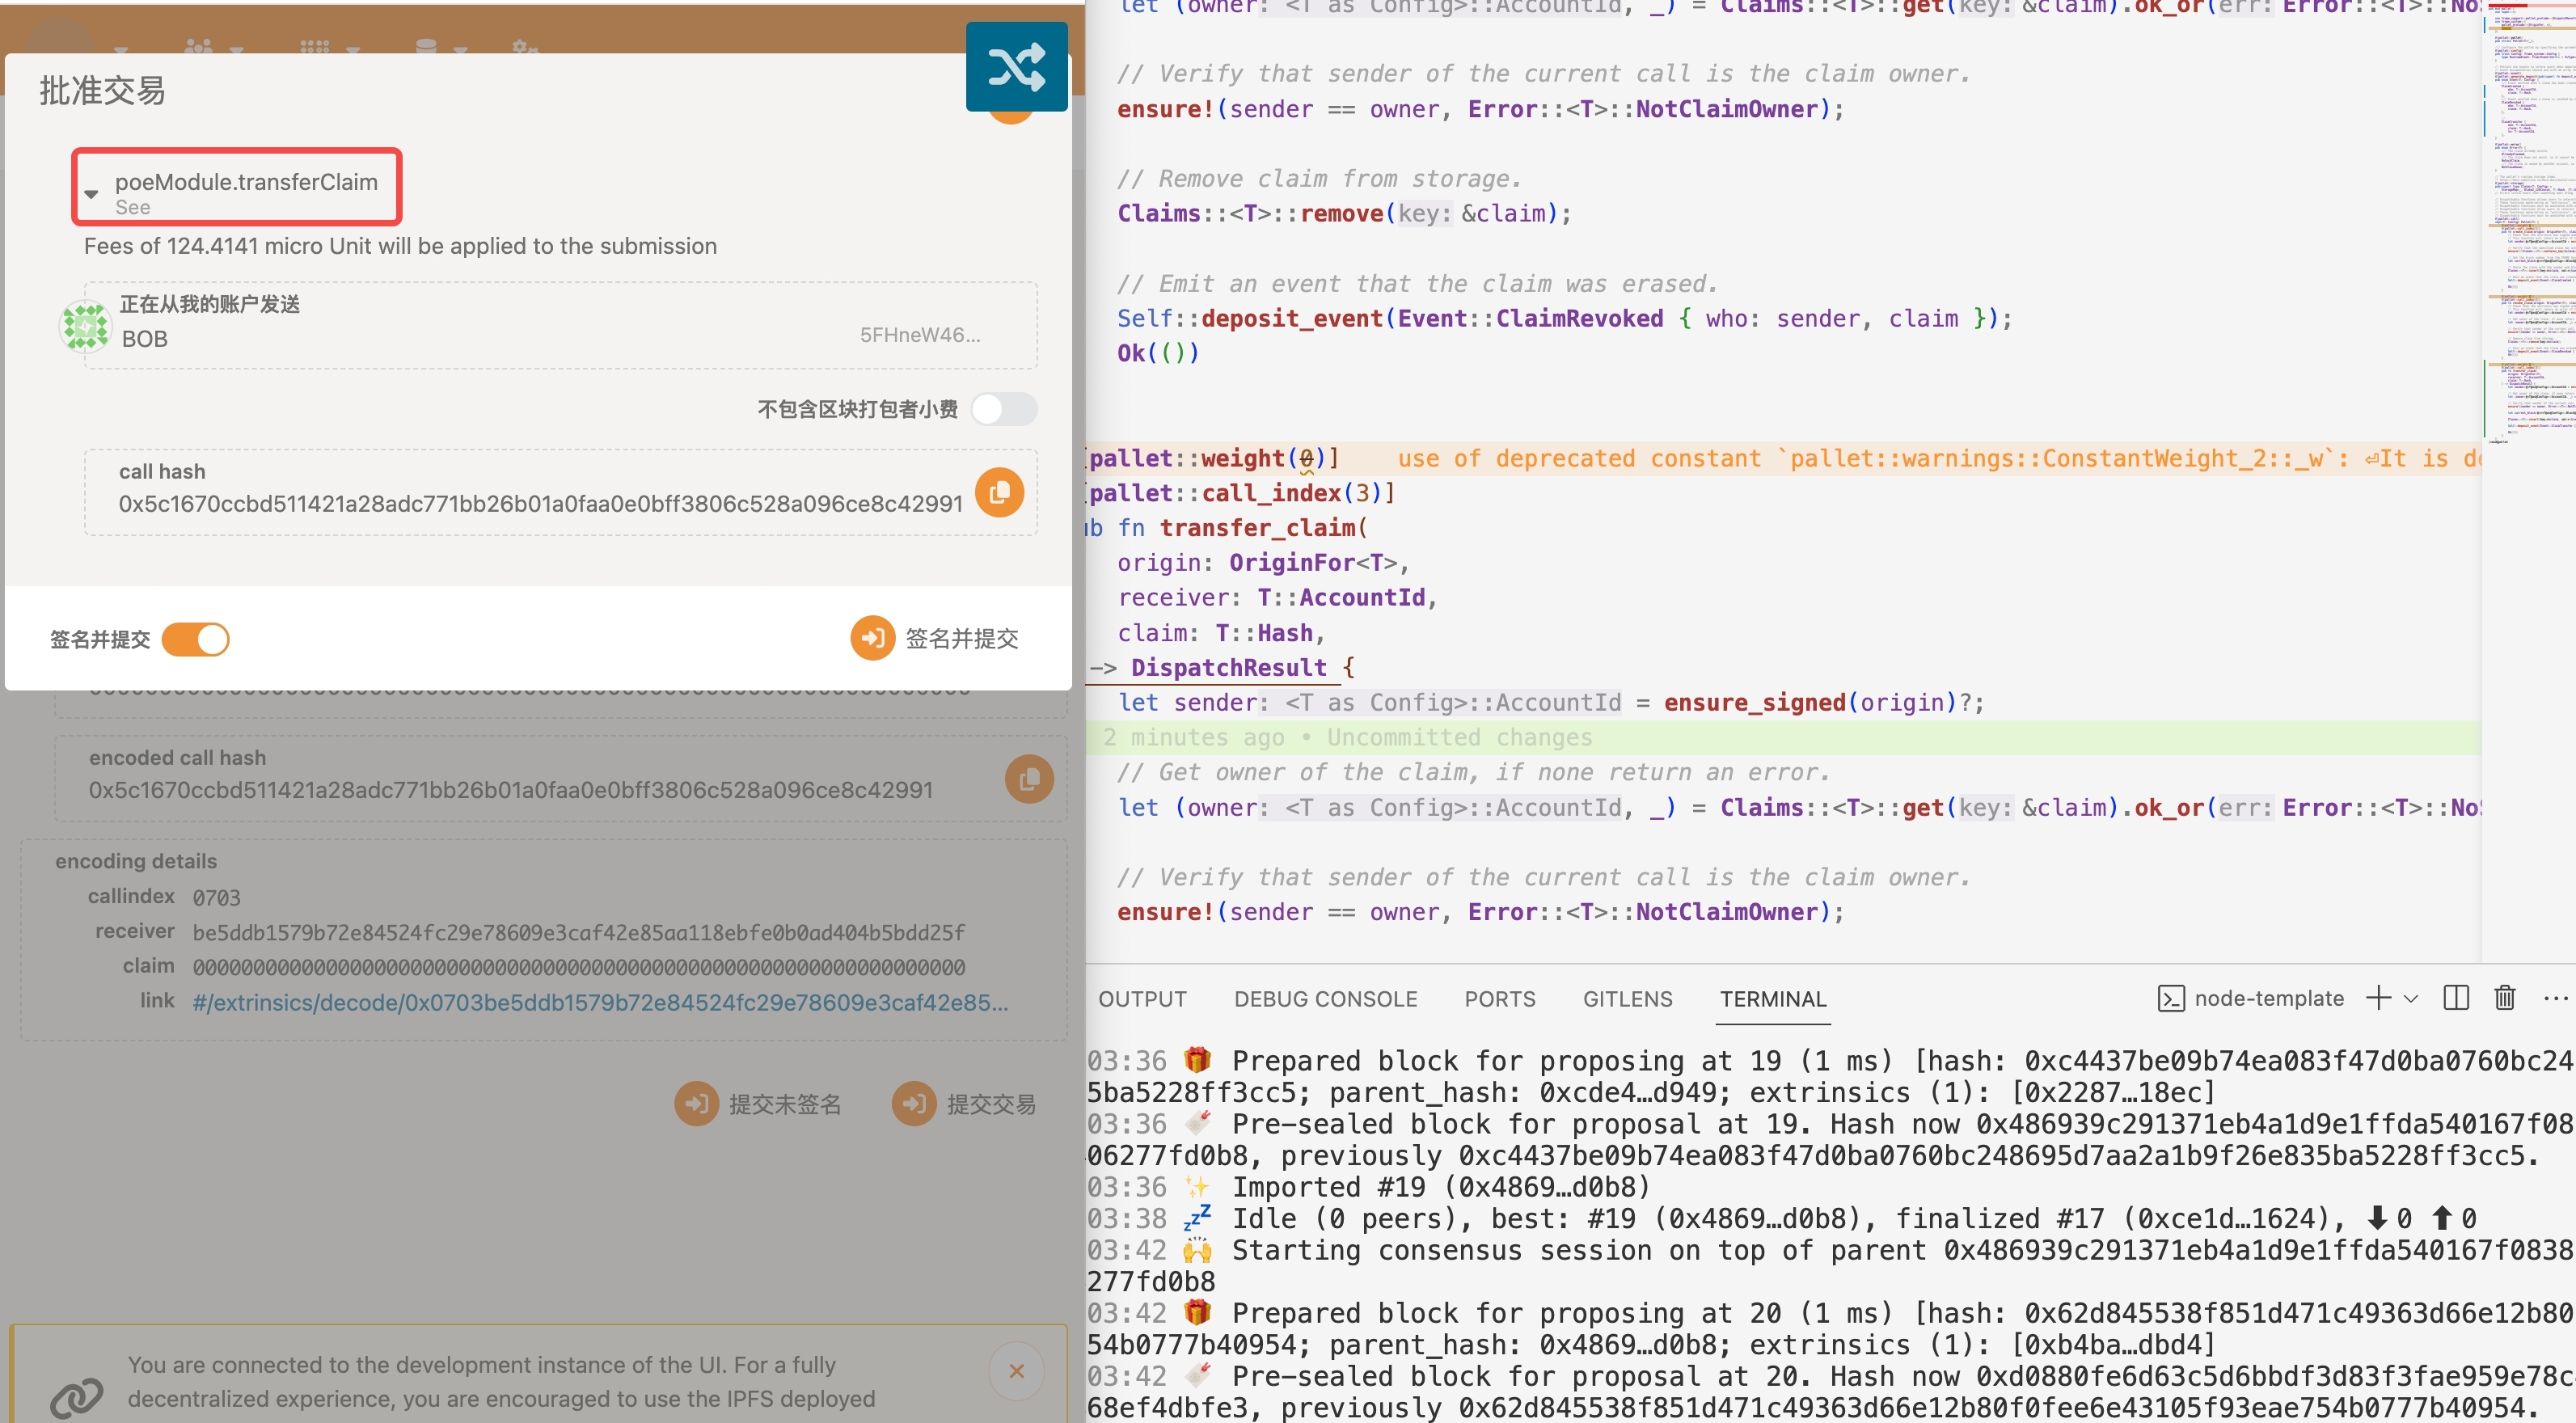 批准交易
poeModule.transferClaim
See
Fees of 124.4141 micro Unit will be applied to the submission
正在从我的账户发送
BOB
5FHneW46...
不包含区块打包者小费
call hash
0x5c1670ccbd511421a28adc771bb26b01a0faa0e0bff3806c528a096ce8c42991
签名并提交
签名并提交
encoded call hash
0x5c1670ccbd511421a28adc771bb26b01a0faa0e0bff3806c528a096ce8c42991
encoding details
callindex 0703
receiver be5ddb1579b72e84524fc29e78609e3caf42e85aa118ebfe0b0ad404b5bdd25f
claim 0000000000000000000000000000000000000000000000000000000000000000
link #/extrinsics/decode/0x0703be5ddb1579b72e84524fc29e78609e3caf42e85...
提交未签名
提交交易
You are connected to the development instance of the UI. For a fully
decentralized experience, you are encouraged to use the IPFS deployed
let (owner: <T as Config>::AccountId, _) = Claims::<T>::get(key: &claim).ok_or(err: Error::<T>::No
// Verify that sender of the current call is the claim owner.
ensure!(sender == owner, Error::<T>::NotClaimOwner);
// Remove claim from storage.
Claims::<T>::remove(key: &claim);
// Emit an event that the claim was erased.
Self::deposit_event(Event::ClaimRevoked { who: sender, claim });
Ok(())
[pallet::weight(0)] use of deprecated constant `pallet::warnings::ConstantWeight_2::_w`: ⏎It is de
[pallet::call_index(3)]
ub fn transfer_claim(
origin: OriginFor<T>,
receiver: T::AccountId,
claim: T::Hash,
-> DispatchResult {
let sender: <T as Config>::AccountId = ensure_signed(origin)?;
2 minutes ago • Uncommitted changes
// Get owner of the claim, if none return an error.
let (owner: <T as Config>::AccountId, _) = Claims::<T>::get(key: &claim).ok_or(err: Error::<T>::No
// Verify that sender of the current call is the claim owner.
ensure!(sender == owner, Error::<T>::NotClaimOwner);
OUTPUT DEBUG CONSOLE PORTS GITLENS TERMINAL node-template
03:36 🎁 Prepared block for proposing at 19 (1 ms) [hash: 0xc4437be09b74ea083f47d0ba0760bc24
5ba5228ff3cc5; parent_hash: 0xcde4…d949; extrinsics (1): [0x2287…18ec]
03:36 🔖 Pre-sealed block for proposal at 19. Hash now 0x486939c291371eb4a1d9e1ffda540167f08
06277fd0b8, previously 0xc4437be09b74ea083f47d0ba0760bc248695d7aa2a1b9f26e835ba5228ff3cc5.
03:36 ✨ Imported #19 (0x4869…d0b8)
03:38 💤 Idle (0 peers), best: #19 (0x4869…d0b8), finalized #17 (0xce1d…1624), ⬇ 0 ⬆ 0
03:42 🙌 Starting consensus session on top of parent 0x486939c291371eb4a1d9e1ffda540167f0838
277fd0b8
03:42 🎁 Prepared block for proposing at 20 (1 ms) [hash: 0x62d845538f851d471c49363d66e12b80
54b0777b40954; parent_hash: 0x4869…d0b8; extrinsics (1): [0xb4ba…dbd4]
03:42 🔖 Pre-sealed block for proposal at 20. Hash now 0xd0880fe6d63c5d6bbdf3d83f3fae959e78c
68ef4dbfe3, previously 0x62d845538f851d471c49363d66e12b80f0fee6e43105f93eae754b0777b40954.